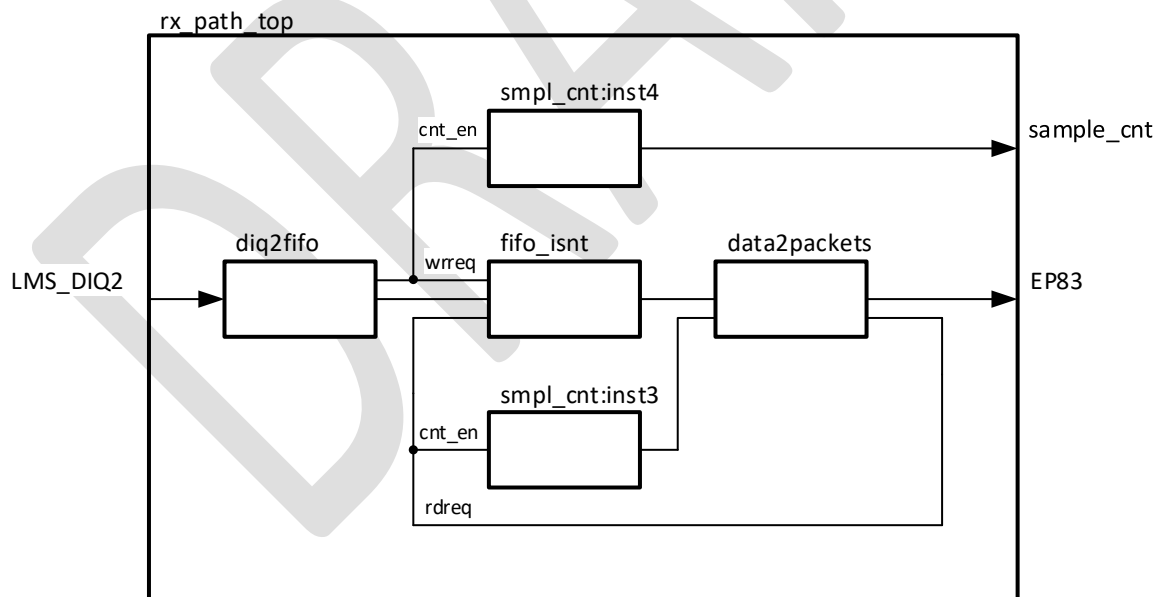 rx_path_top
smpl_cnt:inst4
cnt_en
sample_cnt
diq2fifo
fifo_isnt
data2packets
wrreq
LMS_DIQ2
EP83
smpl_cnt:inst3
cnt_en
rdreq